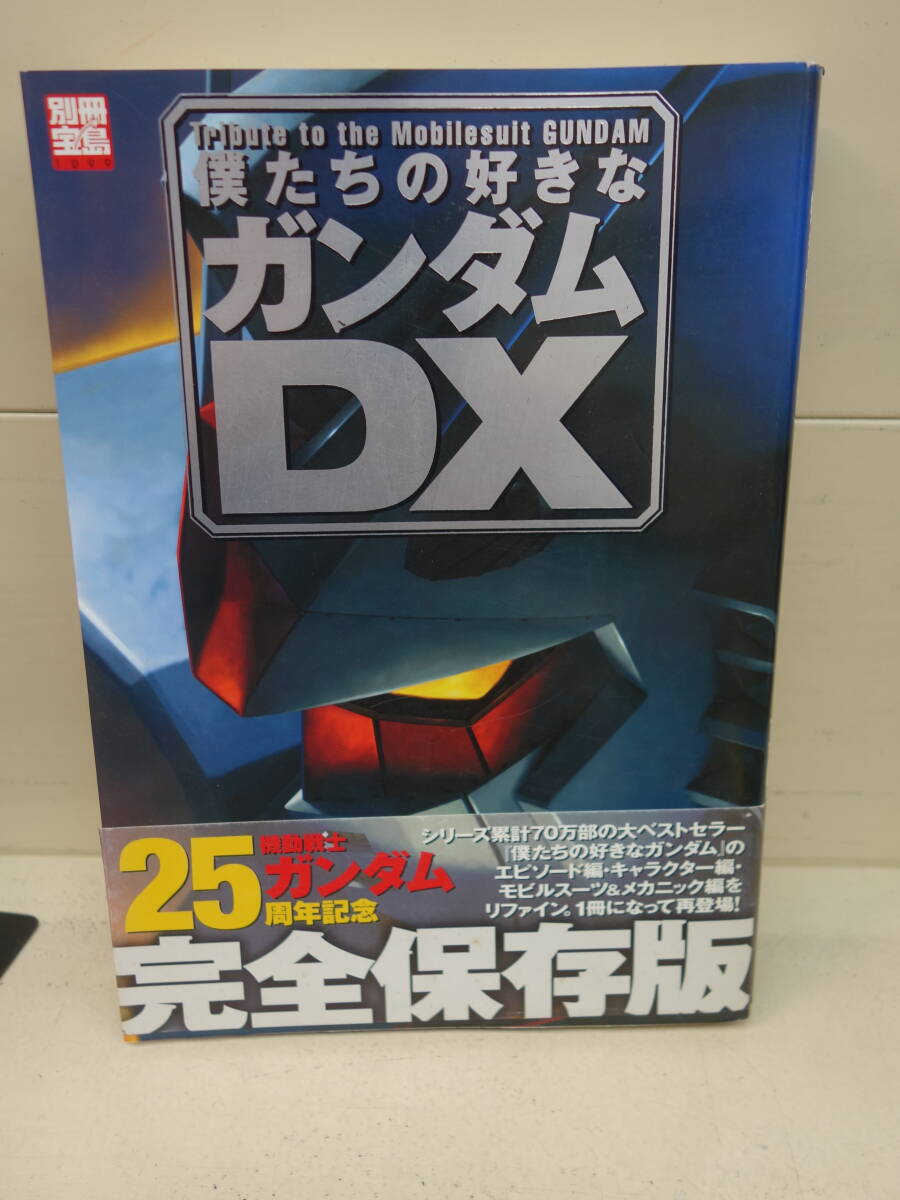 別冊
宝島
1099
Tribute to the Mobilesuit GUNDAM
僕たちの好きな
ガンダム
DX
25
機動戦士
ガンダム
周年記念
シリーズ累計70万部の大ベストセラー
『僕たちの好きなガンダム』の
エピソード編・キャラクター編・
モビルスーツ&メカニック編を
リファイン。1冊になって再登場!
完全保存版